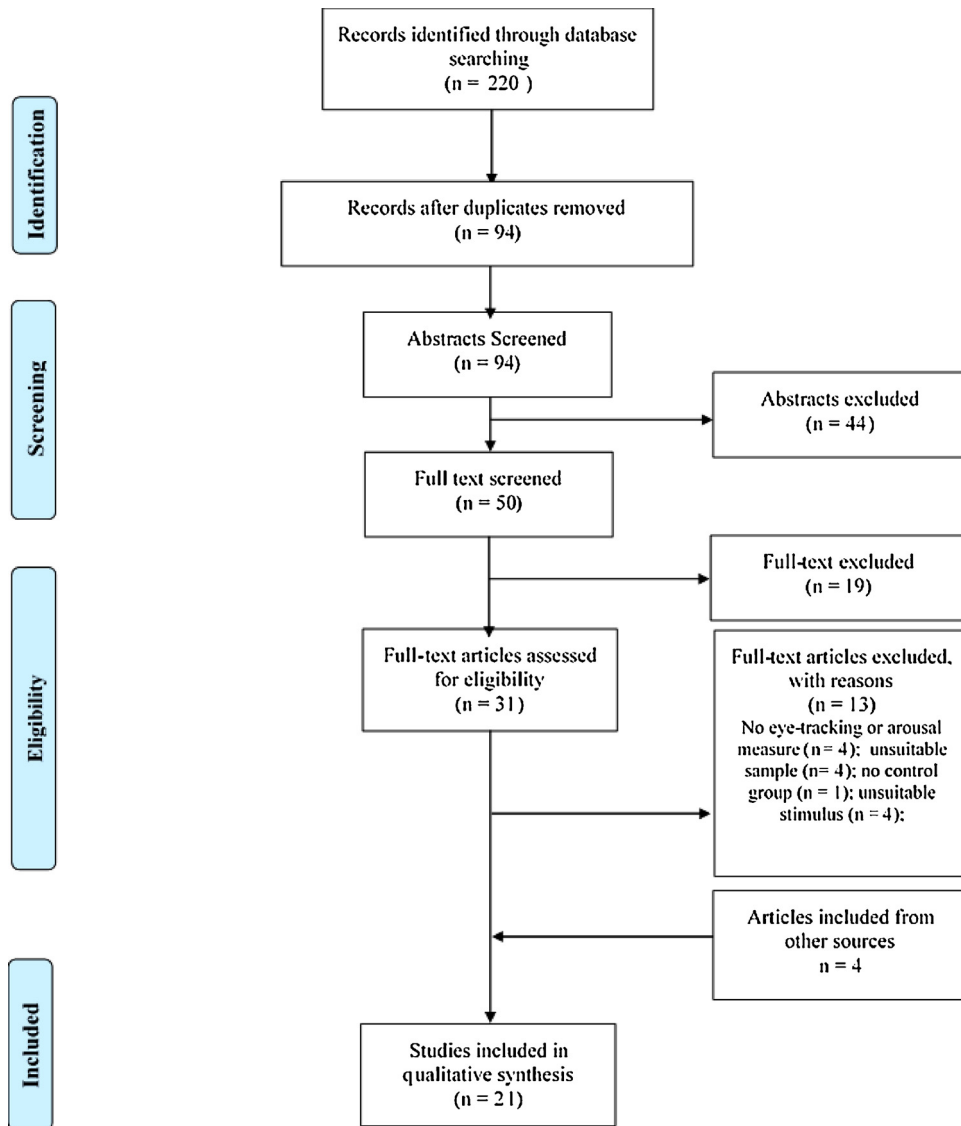 Records identified through database
searching
(n = 220 )
Identification
Records after duplicates removed
(n = 94)
Screening
Abstracts Screened
(n = 94)
Abstracts excluded
(n = 44)
Full text screened
(n = 50)
Eligibility
Full-text excluded
(n = 19)
Full-text articles assessed
for eligibility
(n = 31)
Full-text articles excluded,
with reasons
(n = 13)
No eye-tracking or arousal
measure (n = 4); unsuitable
sample (n= 4); no control
group (n = 1); unsuitable
stimulus (n = 4);
Articles included from
other sources
n = 4
Included
Studies included in
qualitative synthesis
(n = 21)